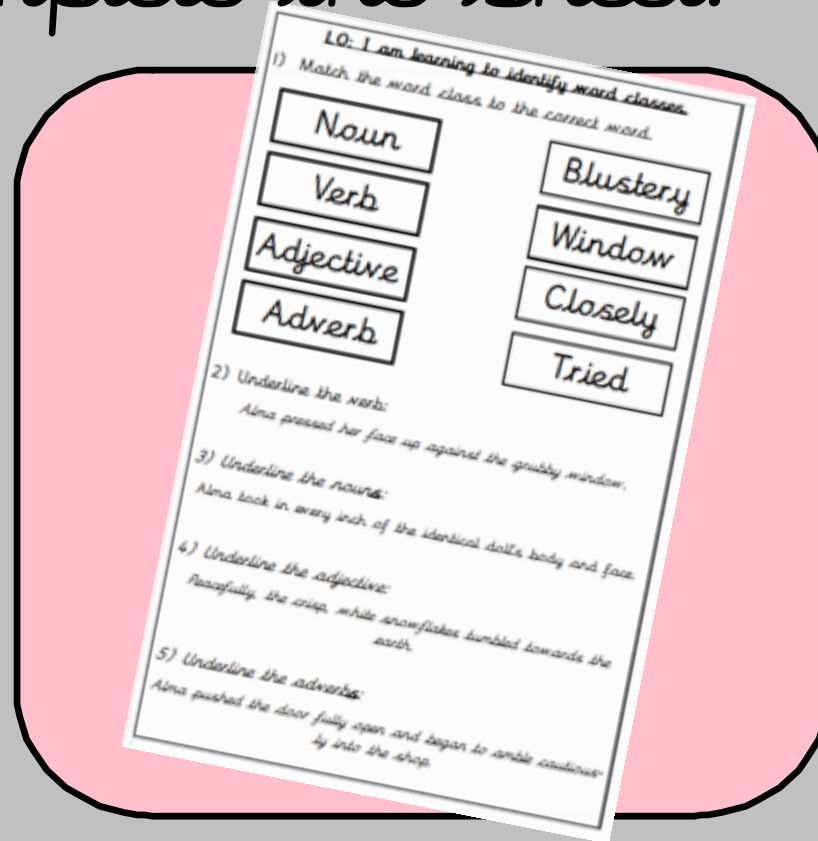 LO: I am learning to identify word classes.
1) Match the word class to the correct word.
Noun
Verb
Adjective
Adverb
Blustery
Window
Closely
Tried
2) Underline the verb:
Alma pressed her face up against the grubby window.
3) Underline the nouns:
Alma took in every inch of the identical doll's body and face.
4) Underline the adjective:
Peacefully, the crisp, white snowflakes tumbled towards the
earth.
5) Underline the adverbs:
Alma pushed the door fully open and began to amble cautious-
ly into the shop.